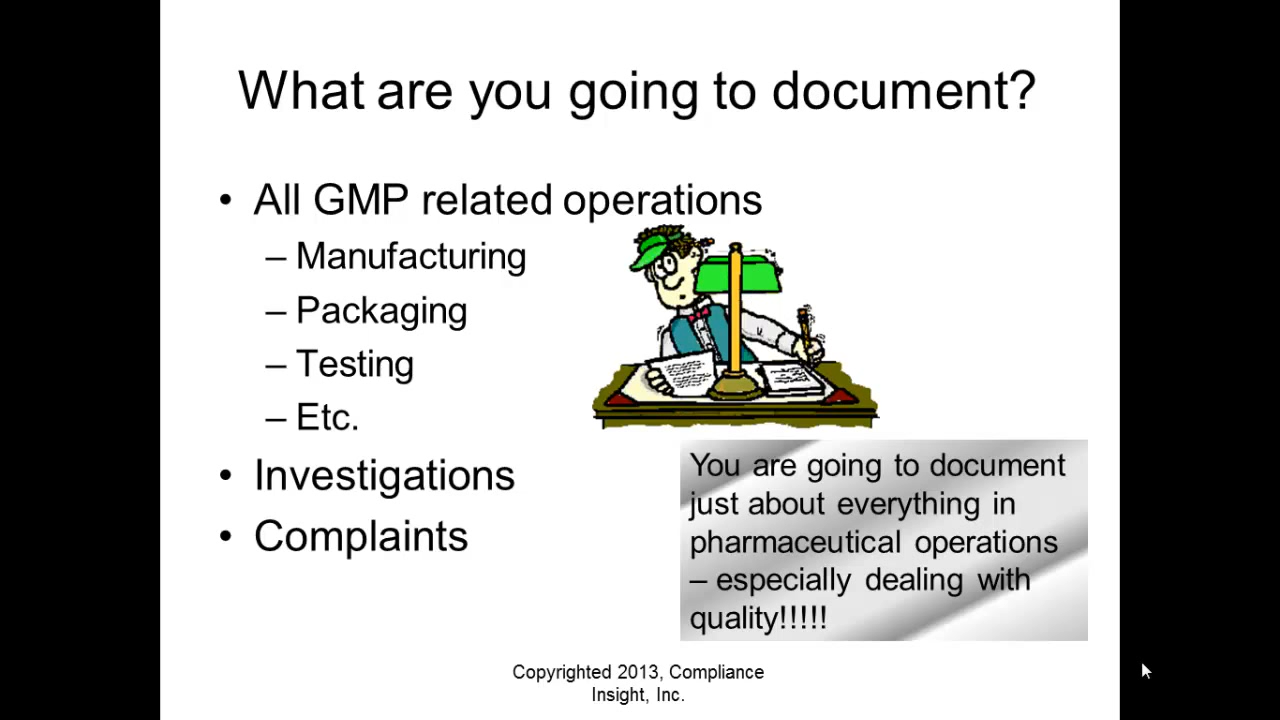 What are you going to document?
• All GMP related operations
– Manufacturing
– Packaging
– Testing
– Etc.
• Investigations
• Complaints
You are going to document
just about everything in
pharmaceutical operations
– especially dealing with
quality!!!!!
Copyrighted 2013, Compliance
Insight, Inc.